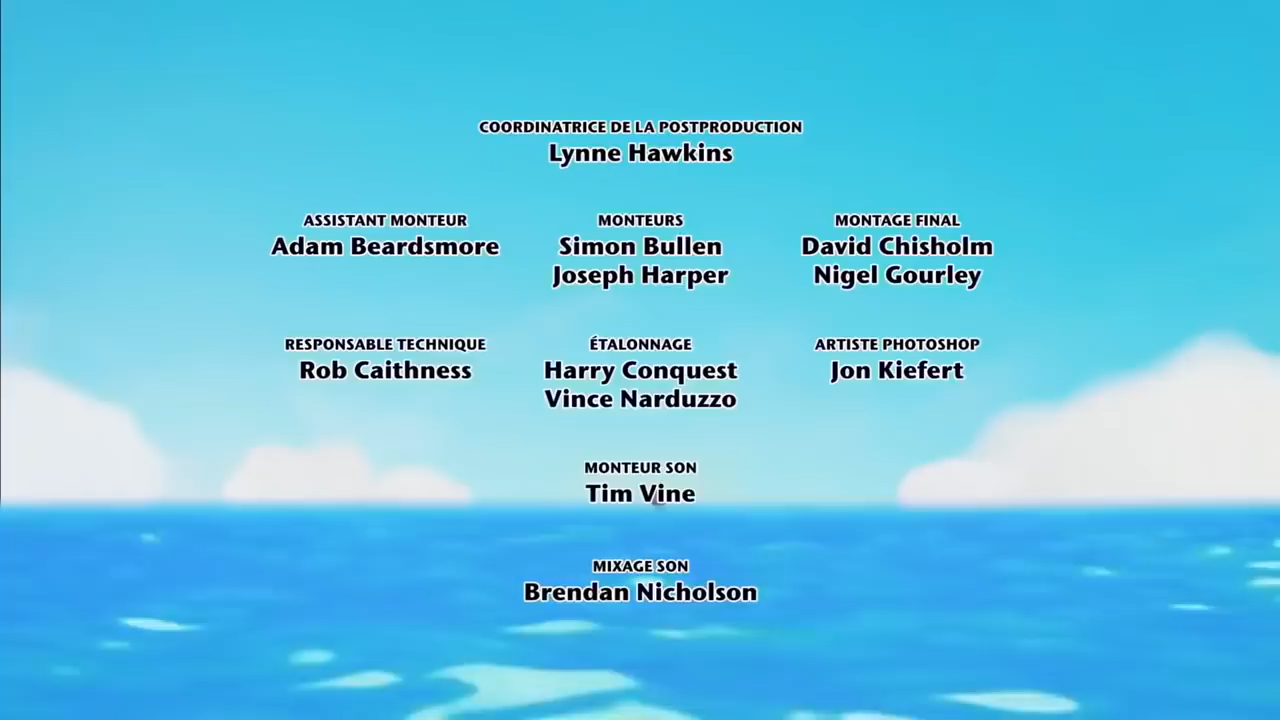 COORDINATRICE DE LA POSTPRODUCTION
Lynne Hawkins
ASSISTANT MONTEUR
Adam Beardsmore
MONTEURS
Simon Bullen
Joseph Harper
MONTAGE FINAL
David Chisholm
Nigel Gourley
RESPONSABLE TECHNIQUE
Rob Caithness
ÉTALONNAGE
Harry Conquest
Vince Narduzzo
ARTISTE PHOTOSHOP
Jon Kiefert
MONTEUR SON
Tim Vine
MIXAGE SON
Brendan Nicholson